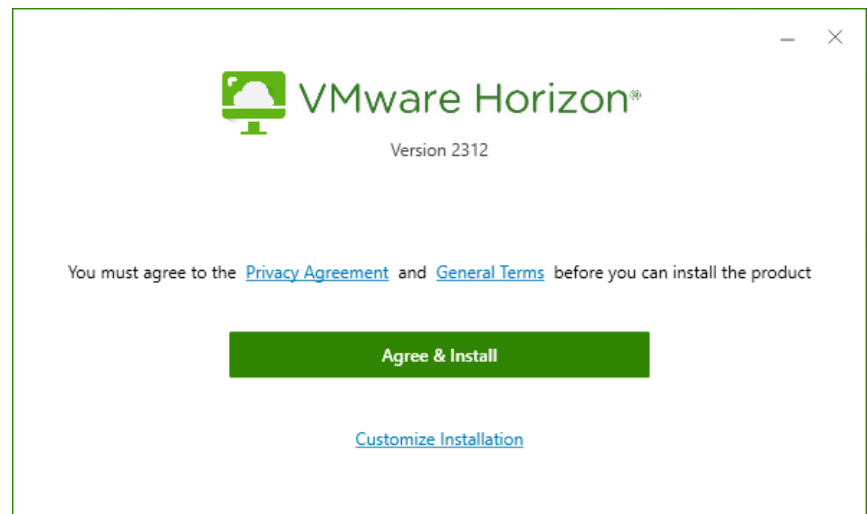 VMware Horizon®
Version 2312
You must agree to the Privacy Agreement and General Terms before you can install the product
Agree & Install
Customize Installation